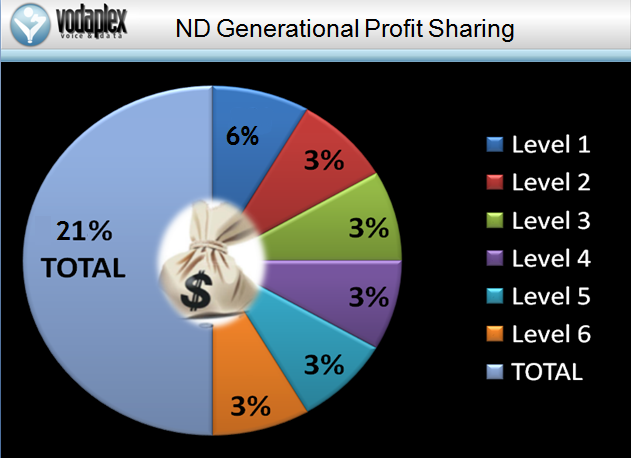 vodaplex
voice & data
ND Generational Profit Sharing
6%
3%
3%
3%
3%
3%
21%
TOTAL
$
Level 1
Level 2
Level 3
Level 4
Level 5
Level 6
TOTAL